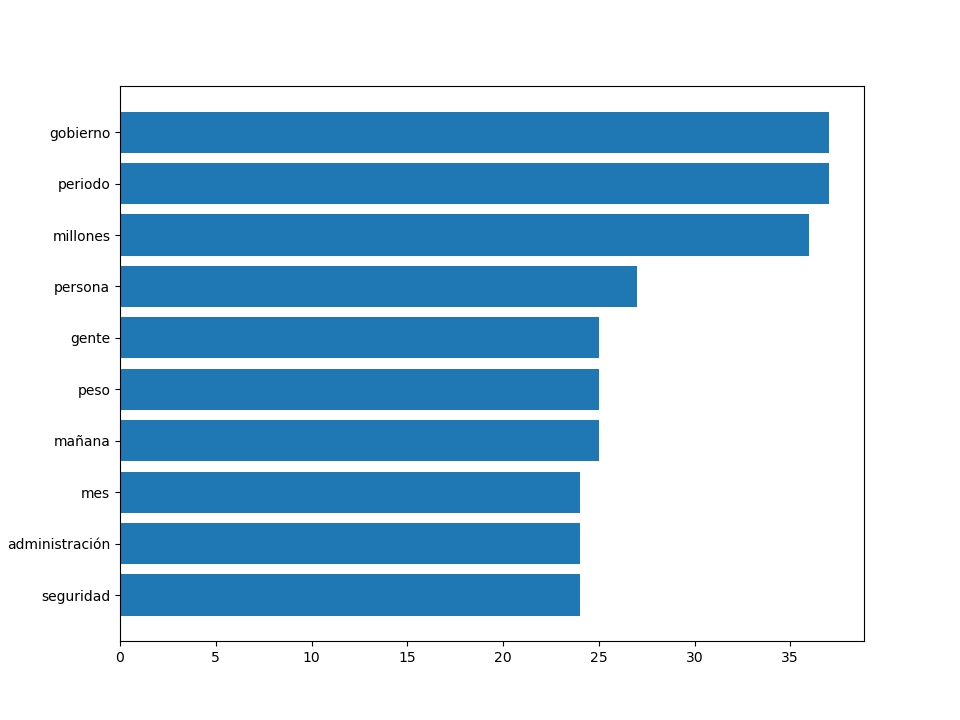 gobierno
periodo
millones
persona
gente
peso
mañana
mes
administración
seguridad
0 5 10 15 20 25 30 35